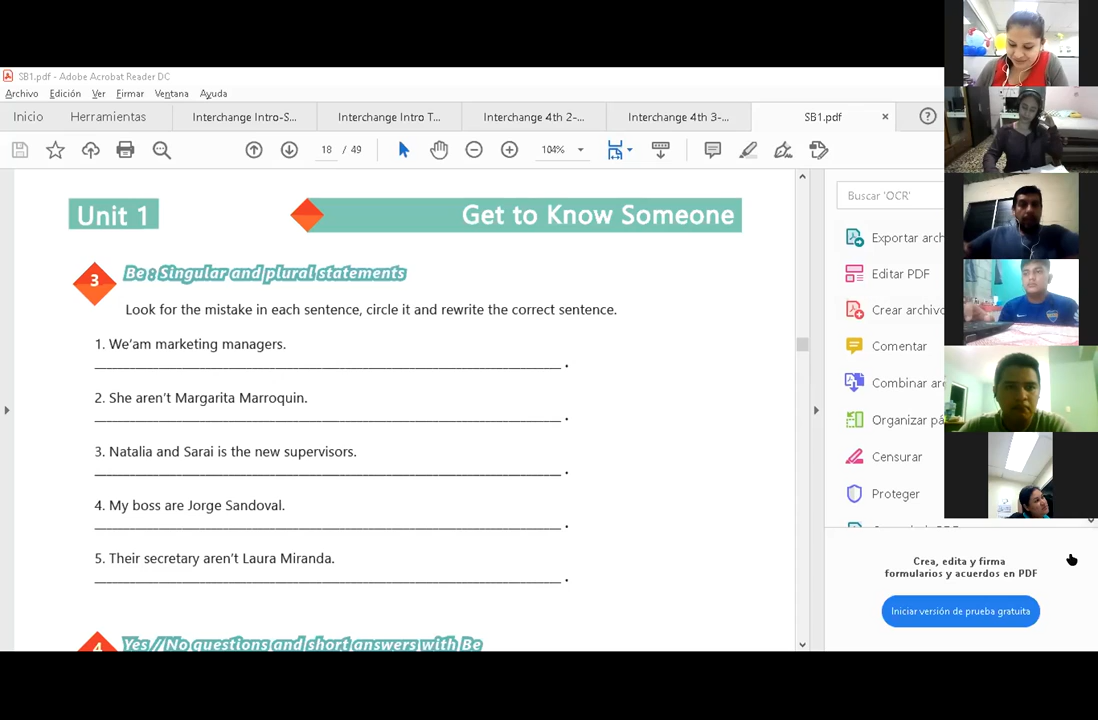 SB1.pdf - Adobe Acrobat Reader DC
Archivo Edición Ver Firmar Ventana Ayuda
Inicio Herramientas Interchange Intro-S... Interchange Intro T... Interchange 4th 2-... Interchange 4th 3-... SB1.pdf
18 / 49 104%
Unit 1 Get to Know Someone
3 Be : Singular and plural statements
Look for the mistake in each sentence, circle it and rewrite the correct sentence.
1. We'am marketing managers.
2. She aren't Margarita Marroquin.
3. Natalia and Sarai is the new supervisors.
4. My boss are Jorge Sandoval.
5. Their secretary aren't Laura Miranda.
4 Yes / No questions and short answers with Be
Buscar 'OCR'
Exportar arch
Editar PDF
Crear archivo
Comentar
Combinar ar
Organizar pá
Censurar
Proteger
Crea, edita y firma
formularios y acuerdos en PDF
Iniciar versión de prueba gratuita